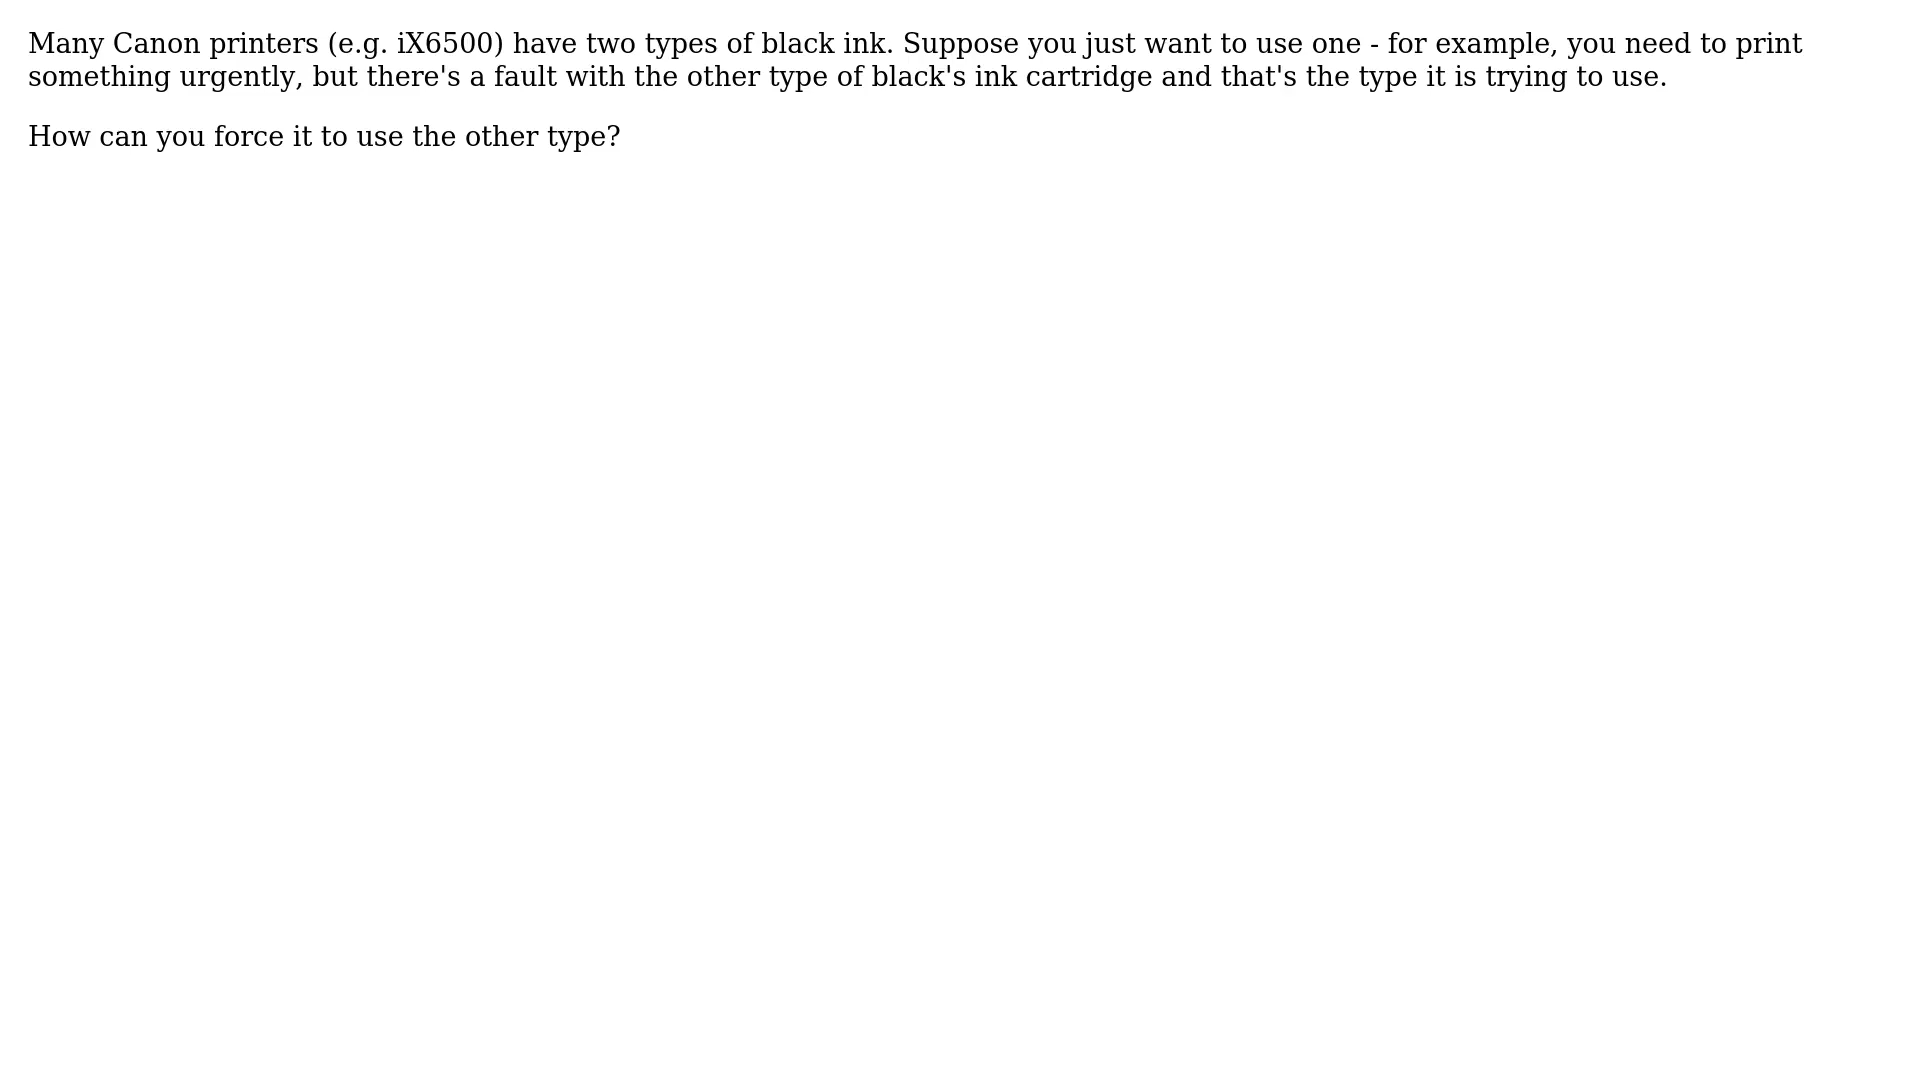 Many Canon printers (e.g. iX6500) have two types of black ink. Suppose you just want to use one - for example, you need to print
something urgently, but there's a fault with the other type of black's ink cartridge and that's the type it is trying to use.
How can you force it to use the other type?